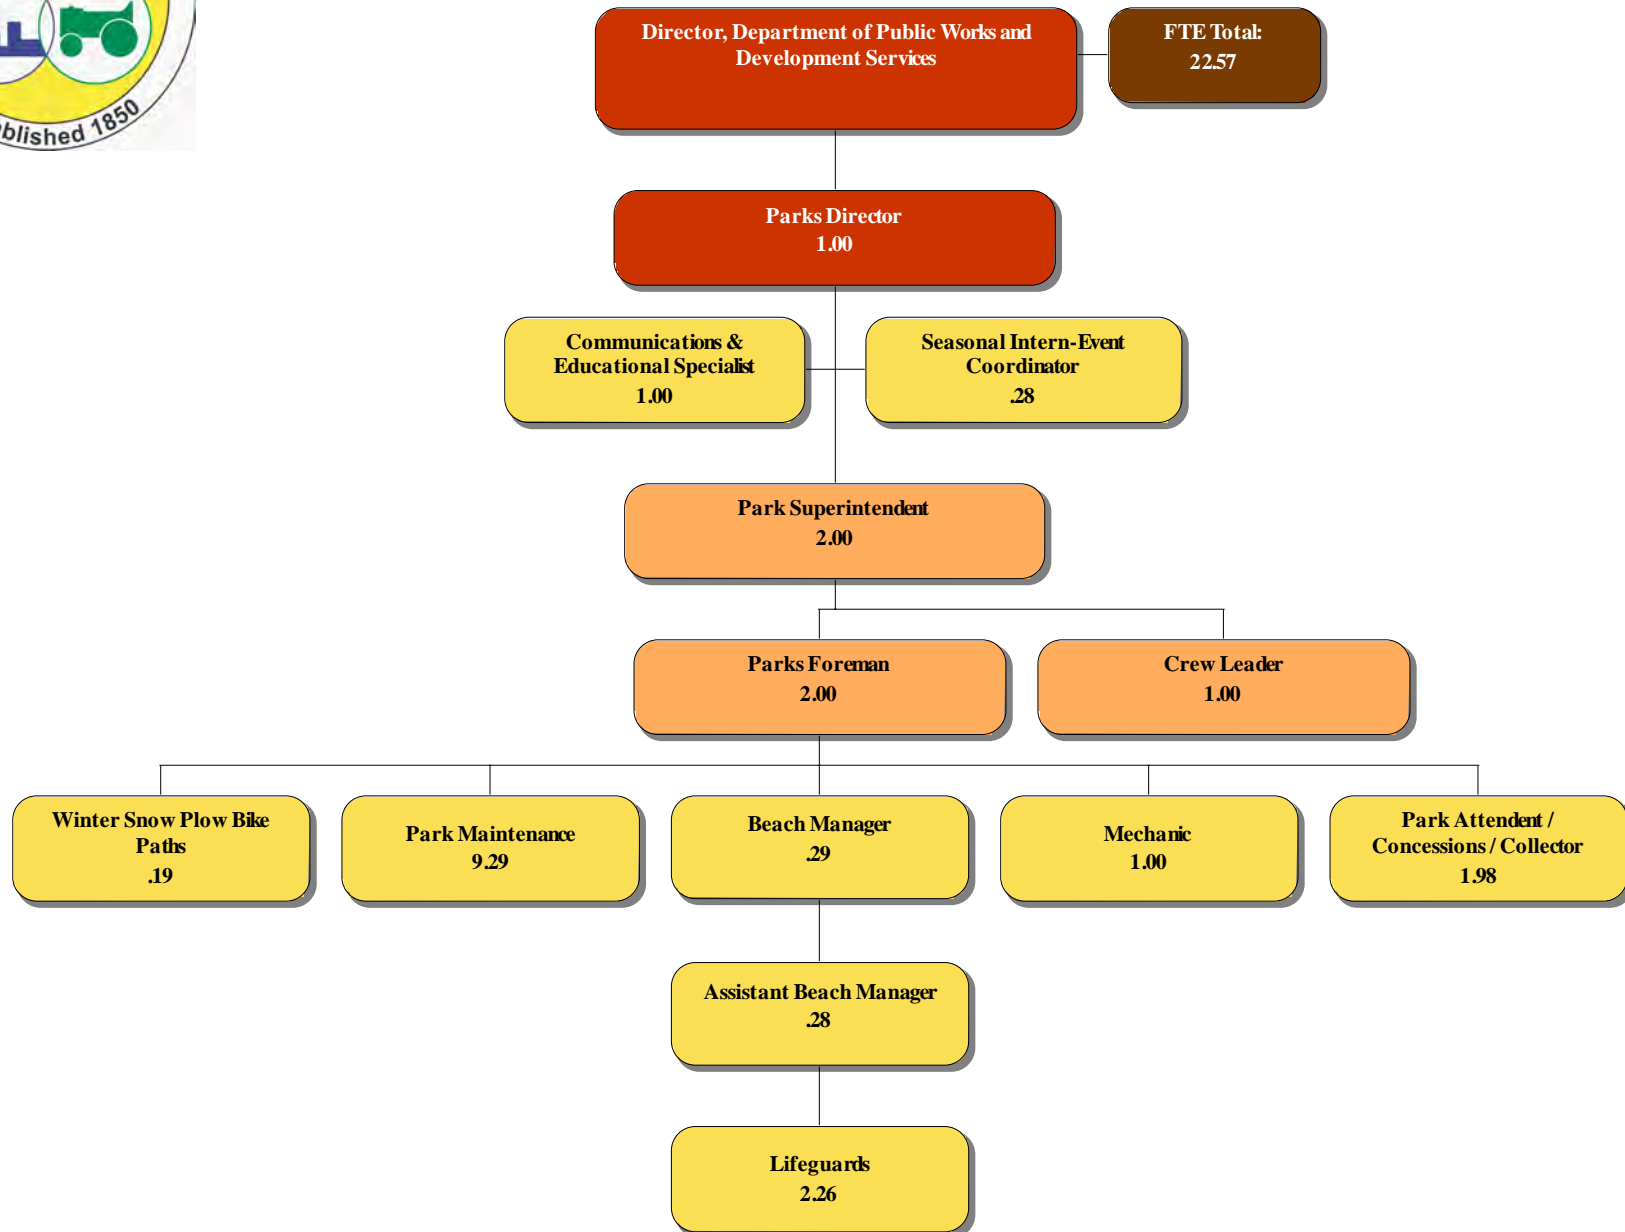 blished 1850
Director, Department of Public Works and
Development Services
FTE Total:
22.57
Parks Director
1.00
Communications &
Educational Specialist
1.00
Seasonal Intern-Event
Coordinator
.28
Park Superintendent
2.00
Parks Foreman
2.00
Crew Leader
1.00
Winter Snow Plow Bike
Paths
.19
Park Maintenance
9.29
Beach Manager
.29
Mechanic
1.00
Park Attendent /
Concessions / Collector
1.98
Assistant Beach Manager
.28
Lifeguards
2.26